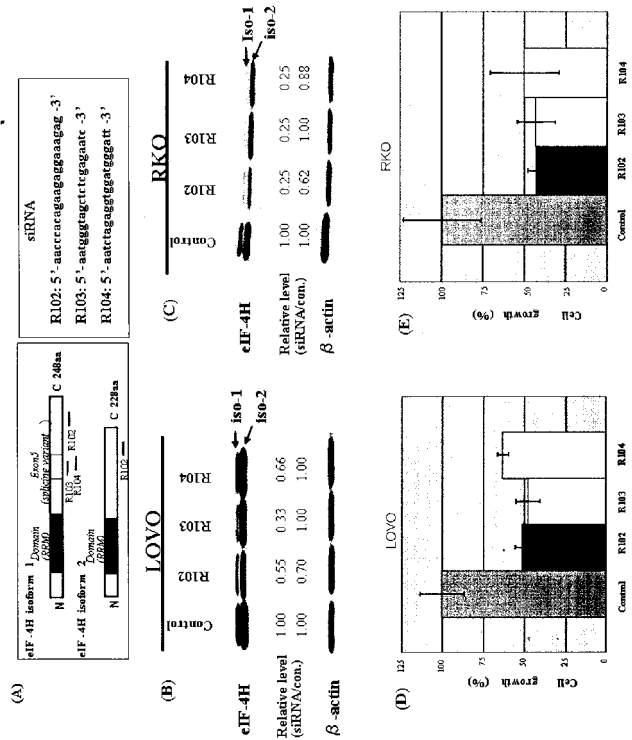 (A)
eIF-4H isoform 1
Domain (RRM)
Exon5 (splicing variant)
N
C 248aa
R103
R104
R102
eIF-4H isoform 2
Domain (RRM)
N
C 228aa
R102
siRNA
R102: 5'-aacccacagaagaggaaagag -3'
R103: 5'-aatgggtagctctcgagaatc -3'
R104: 5'-aatctagaggtggatgggatt -3'
(B)
LOVO
Control R102 R103 R104
eIF-4H
iso-1
iso-2
Relative level (siRNA/con.)
1.00 0.55 0.33 0.66
1.00 0.70 1.00 1.00
β -actin
(C)
RKO
Control R102 R103 R104
eIF-4H
Iso-1
iso-2
Relative level (siRNA/con.)
1.00 0.25 0.25 0.25
1.00 0.62 1.00 0.88
β -actin
(D)
LOVO
Cell growth (%)
125
100
75
50
25
0
Control R102 R103 R104
(E)
RKO
Cell growth (%)
125
100
75
50
25
0
Control R102 R103 R104